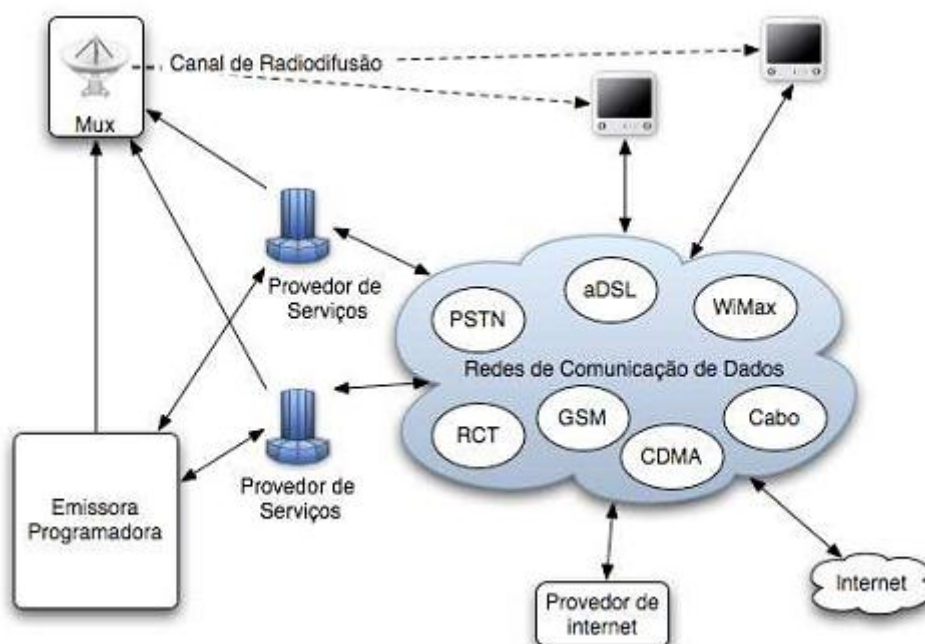 Canal de Radiodifusão
Mux
Provedor de
Serviços
PSTN
aDSL
WiMax
Redes de Comunicação de Dados
RCT
GSM
CDMA
Cabo
Provedor de
Serviços
Emissora
Programadora
Provedor de
internet
Internet